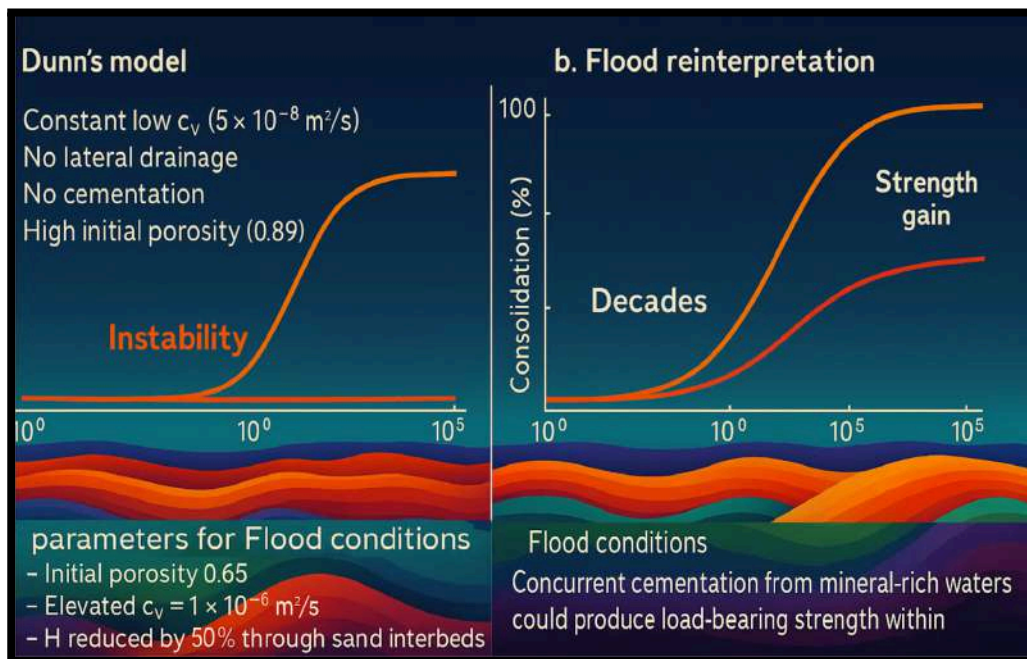 Dunn's model
Constant low cᵥ (5 × 10⁻⁸ m²/s)
No lateral drainage
No cementation
High initial porosity (0.89)
Instability
10⁰
10⁰
10⁵
parameters for Flood conditions
– Initial porosity 0.65
– Elevated cᵥ = 1 × 10⁻⁶ m²/s
– H reduced by 50% through sand interbeds
b. Flood reinterpretation
100
Consolidation (%)
Strength
gain
Decades
10⁰
10⁰
10⁵
10⁵
Flood conditions
Concurrent cementation from mineral-rich waters
could produce load-bearing strength within